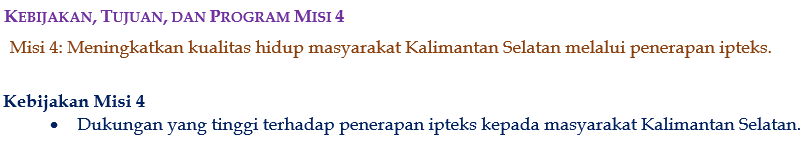 KEBIJAKAN, TUJUAN, DAN PROGRAM MISI 4
Misi 4: Meningkatkan kualitas hidup masyarakat Kalimantan Selatan melalui penerapan ipteks.
Kebijakan Misi 4
• Dukungan yang tinggi terhadap penerapan ipteks kepada masyarakat Kalimantan Selatan.